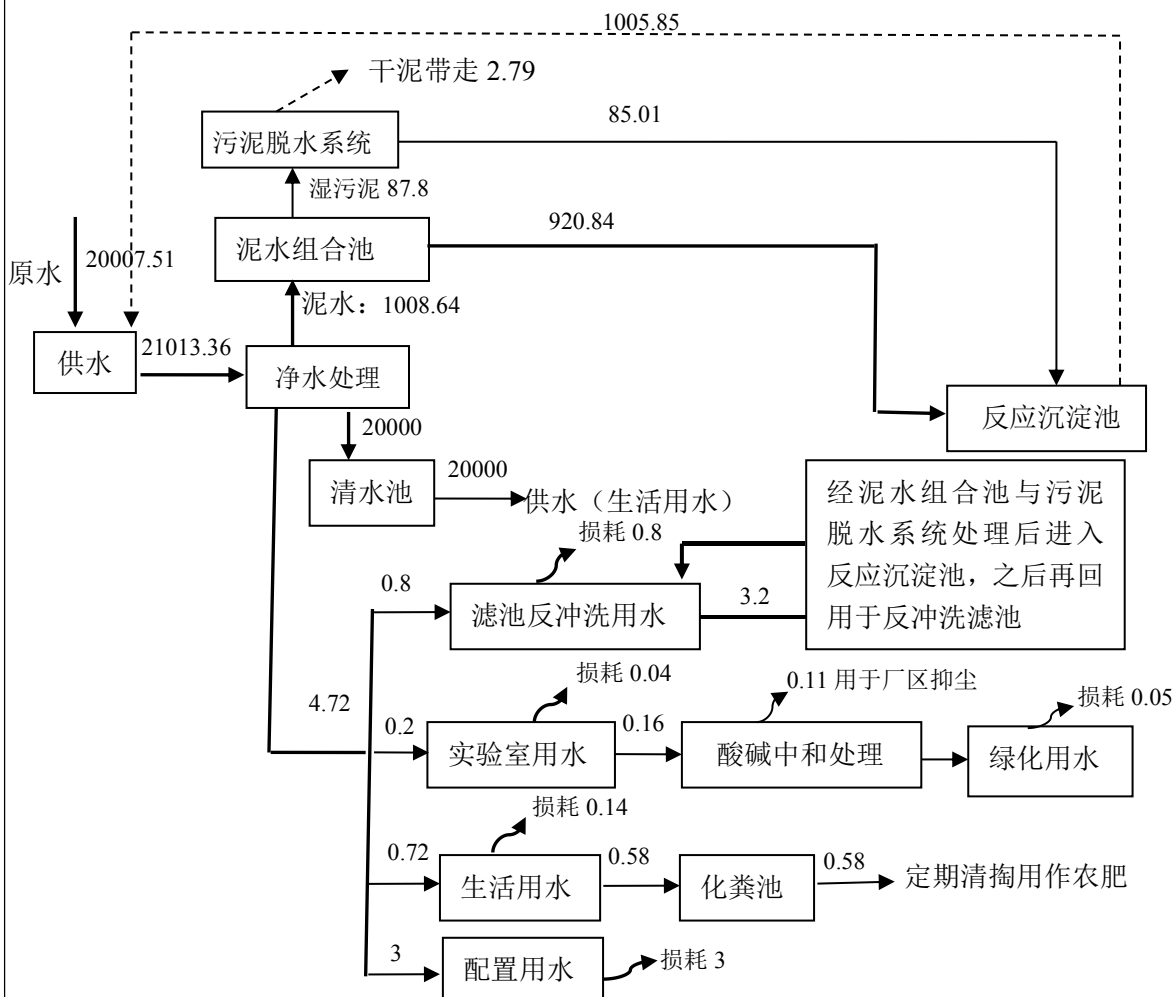 1005.85
干泥带走 2.79
85.01
污泥脱水系统
湿污泥 87.8
920.84
泥水组合池
20007.51
原水
泥水：1008.64
21013.36
供水
净水处理
反应沉淀池
20000
清水池
20000
供水（生活用水）
经泥水组合池与污泥
脱水系统处理后进入
反应沉淀池，之后再回
用于反冲洗滤池
损耗 0.8
0.8
滤池反冲洗用水
3.2
4.72
损耗 0.04
0.11 用于厂区抑尘
损耗 0.05
0.2
实验室用水
0.16
酸碱中和处理
绿化用水
损耗 0.14
0.72
生活用水
0.58
化粪池
0.58
定期清掏用作农肥
3
配置用水
损耗 3